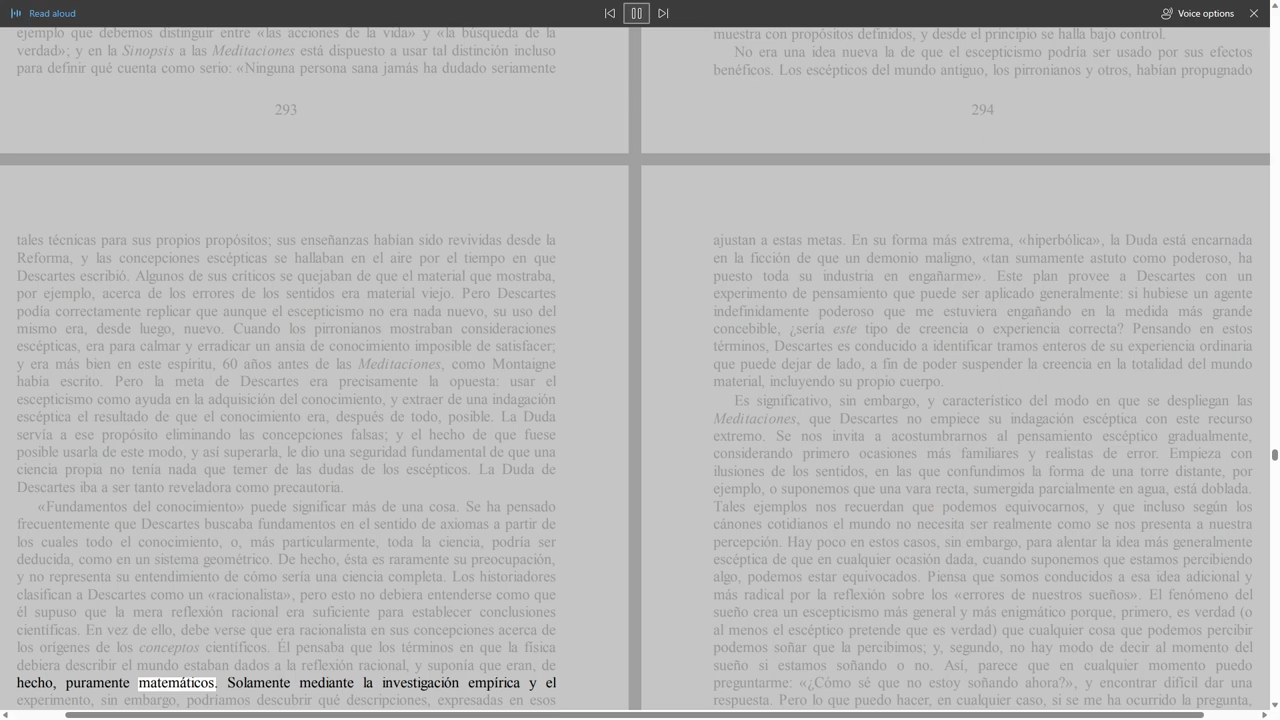 Read aloud
Voice options
ejemplo que debemos distinguir entre «las acciones de la vida» y «la búsqueda de la
verdad»; y en la Sinopsis a las Meditaciones está dispuesto a usar tal distinción incluso
para definir qué cuenta como serio: «Ninguna persona sana jamás ha dudado seriamente
293
muestra con propósitos definidos, y desde el principio se halla bajo control.
No era una idea nueva la de que el escepticismo podría ser usado por sus efectos
benéficos. Los escépticos del mundo antiguo, los pirronianos y otros, habían propugnado
294
tales técnicas para sus propios propósitos; sus enseñanzas habían sido revividas desde la
Reforma, y las concepciones escépticas se hallaban en el aire por el tiempo en que
Descartes escribió. Algunos de sus críticos se quejaban de que el material que mostraba,
por ejemplo, acerca de los errores de los sentidos era material viejo. Pero Descartes
podía correctamente replicar que aunque el escepticismo no era nada nuevo, su uso del
mismo era, desde luego, nuevo. Cuando los pirronianos mostraban consideraciones
escépticas, era para calmar y erradicar un ansia de conocimiento imposible de satisfacer;
y era más bien en este espíritu, 60 años antes de las Meditaciones, como Montaigne
había escrito. Pero la meta de Descartes era precisamente la opuesta: usar el
escepticismo como ayuda en la adquisición del conocimiento, y extraer de una indagación
escéptica el resultado de que el conocimiento era, después de todo, posible. La Duda
servía a ese propósito eliminando las concepciones falsas; y el hecho de que fuese
posible usarla de este modo, y así superarla, le dio una seguridad fundamental de que una
ciencia propia no tenía nada que temer de las dudas de los escépticos. La Duda de
Descartes iba a ser tanto reveladora como precautoria.
«Fundamentos del conocimiento» puede significar más de una cosa. Se ha pensado
frecuentemente que Descartes buscaba fundamentos en el sentido de axiomas a partir de
los cuales todo el conocimiento, o, más particularmente, toda la ciencia, podría ser
deducida, como en un sistema geométrico. De hecho, ésta es raramente su preocupación,
y no representa su entendimiento de cómo sería una ciencia completa. Los historiadores
clasifican a Descartes como un «racionalista», pero esto no debiera entenderse como que
él supuso que la mera reflexión racional era suficiente para establecer conclusiones
científicas. En vez de ello, debe verse que era racionalista en sus concepciones acerca de
los orígenes de los conceptos científicos. Él pensaba que los términos en que la física
debiera describir el mundo estaban dados a la reflexión racional, y suponía que eran, de
hecho, puramente matemáticos. Solamente mediante la investigación empírica y el
experimento, sin embargo, podríamos descubrir qué descripciones, expresadas en esos
ajustan a estas metas. En su forma más extrema, «hiperbólica», la Duda está encarnada
en la ficción de que un demonio maligno, «tan sumamente astuto como poderoso, ha
puesto toda su industria en engañarme». Este plan provee a Descartes con un
experimento de pensamiento que puede ser aplicado generalmente: si hubiese un agente
indefinidamente poderoso que me estuviera engañando en la medida más grande
concebible, ¿sería este tipo de creencia o experiencia correcta? Pensando en estos
términos, Descartes es conducido a identificar tramos enteros de su experiencia ordinaria
que puede dejar de lado, a fin de poder suspender la creencia en la totalidad del mundo
material, incluyendo su propio cuerpo.
Es significativo, sin embargo, y característico del modo en que se despliegan las
Meditaciones, que Descartes no empiece su indagación escéptica con este recurso
extremo. Se nos invita a acostumbrarnos al pensamiento escéptico gradualmente,
considerando primero ocasiones más familiares y realistas de error. Empieza con
ilusiones de los sentidos, en las que confundimos la forma de una torre distante, por
ejemplo, o suponemos que una vara recta, sumergida parcialmente en agua, está doblada.
Tales ejemplos nos recuerdan que podemos equivocarnos, y que incluso según los
cánones cotidianos el mundo no necesita ser realmente como se nos presenta a nuestra
percepción. Hay poco en estos casos, sin embargo, para alentar la idea más generalmente
escéptica de que en cualquier ocasión dada, cuando suponemos que estamos percibiendo
algo, podemos estar equivocados. Piensa que somos conducidos a esa idea adicional y
más radical por la reflexión sobre los «errores de nuestros sueños». El fenómeno del
sueño crea un escepticismo más general y más enigmático porque, primero, es verdad (o
al menos el escéptico pretende que es verdad) que cualquier cosa que podemos percibir
podemos soñar que la percibimos; y, segundo, no hay modo de decir al momento del
sueño si estamos soñando o no. Así, parece que en cualquier momento puedo
preguntarme: «¿Cómo sé que no estoy soñando ahora?», y encontrar difícil dar una
respuesta. Pero lo que puedo hacer, en cualquier caso, si se me ha ocurrido la pregunta,